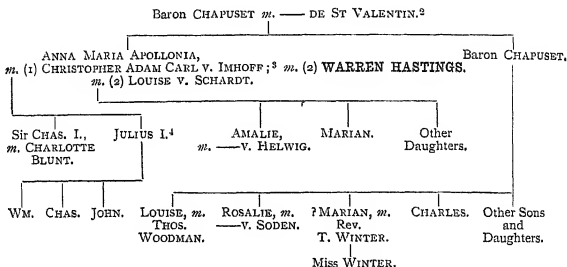 Baron CHAPUSET m. —— DE ST VALENTIN.²
ANNA MARIA APOLLONIA,
Baron CHAPUSET.
m. (1) CHRISTOPHER ADAM CARL V. IMHOFF;³ m. (2) WARREN HASTINGS.
m. (2) LOUISE V. SCHARDT.
Sir CHAS. I.,
m. CHARLOTTE
BLUNT.
JULIUS I.⁴
AMALIE,
m. ——V. HELWIG.
MARIAN.
Other
Daughters.
WM.
CHAS.
JOHN.
LOUISE, m.
THOS.
WOODMAN.
ROSALIE, m.
—V. SODEN.
? MARIAN, m.
Rev.
T. WINTER.
Miss WINTER.
CHARLES.
Other Sons
and
Daughters.